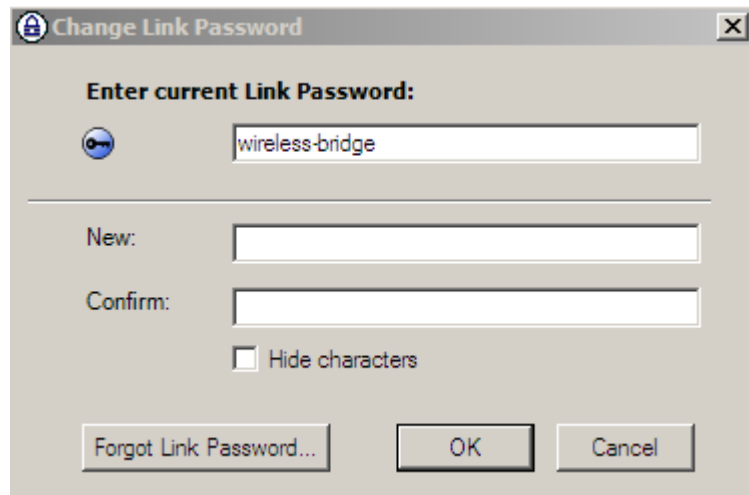 Change Link Password
Enter current Link Password:
wireless-bridge
New:
Confirm:
Hide characters
Forgot Link Password... OK Cancel